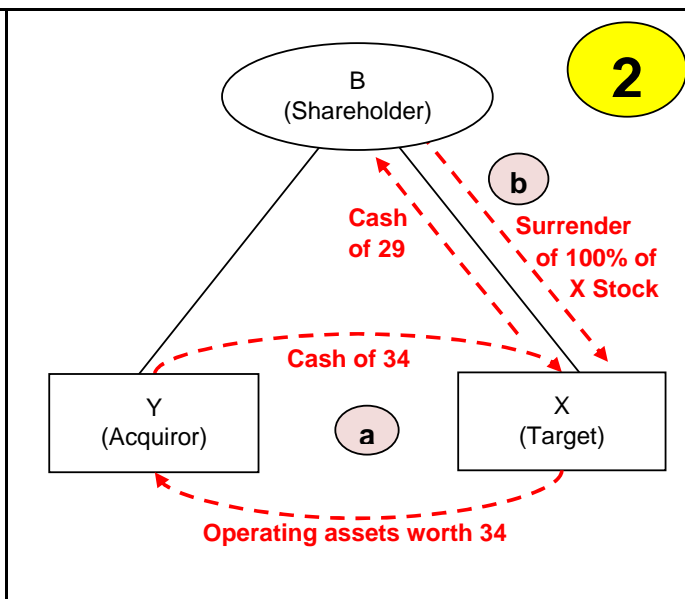 2
B
(Shareholder)
b
Cash
of 29
Surrender
of 100% of
X Stock
Cash of 34
Y
(Acquiror)
a
X
(Target)
Operating assets worth 34